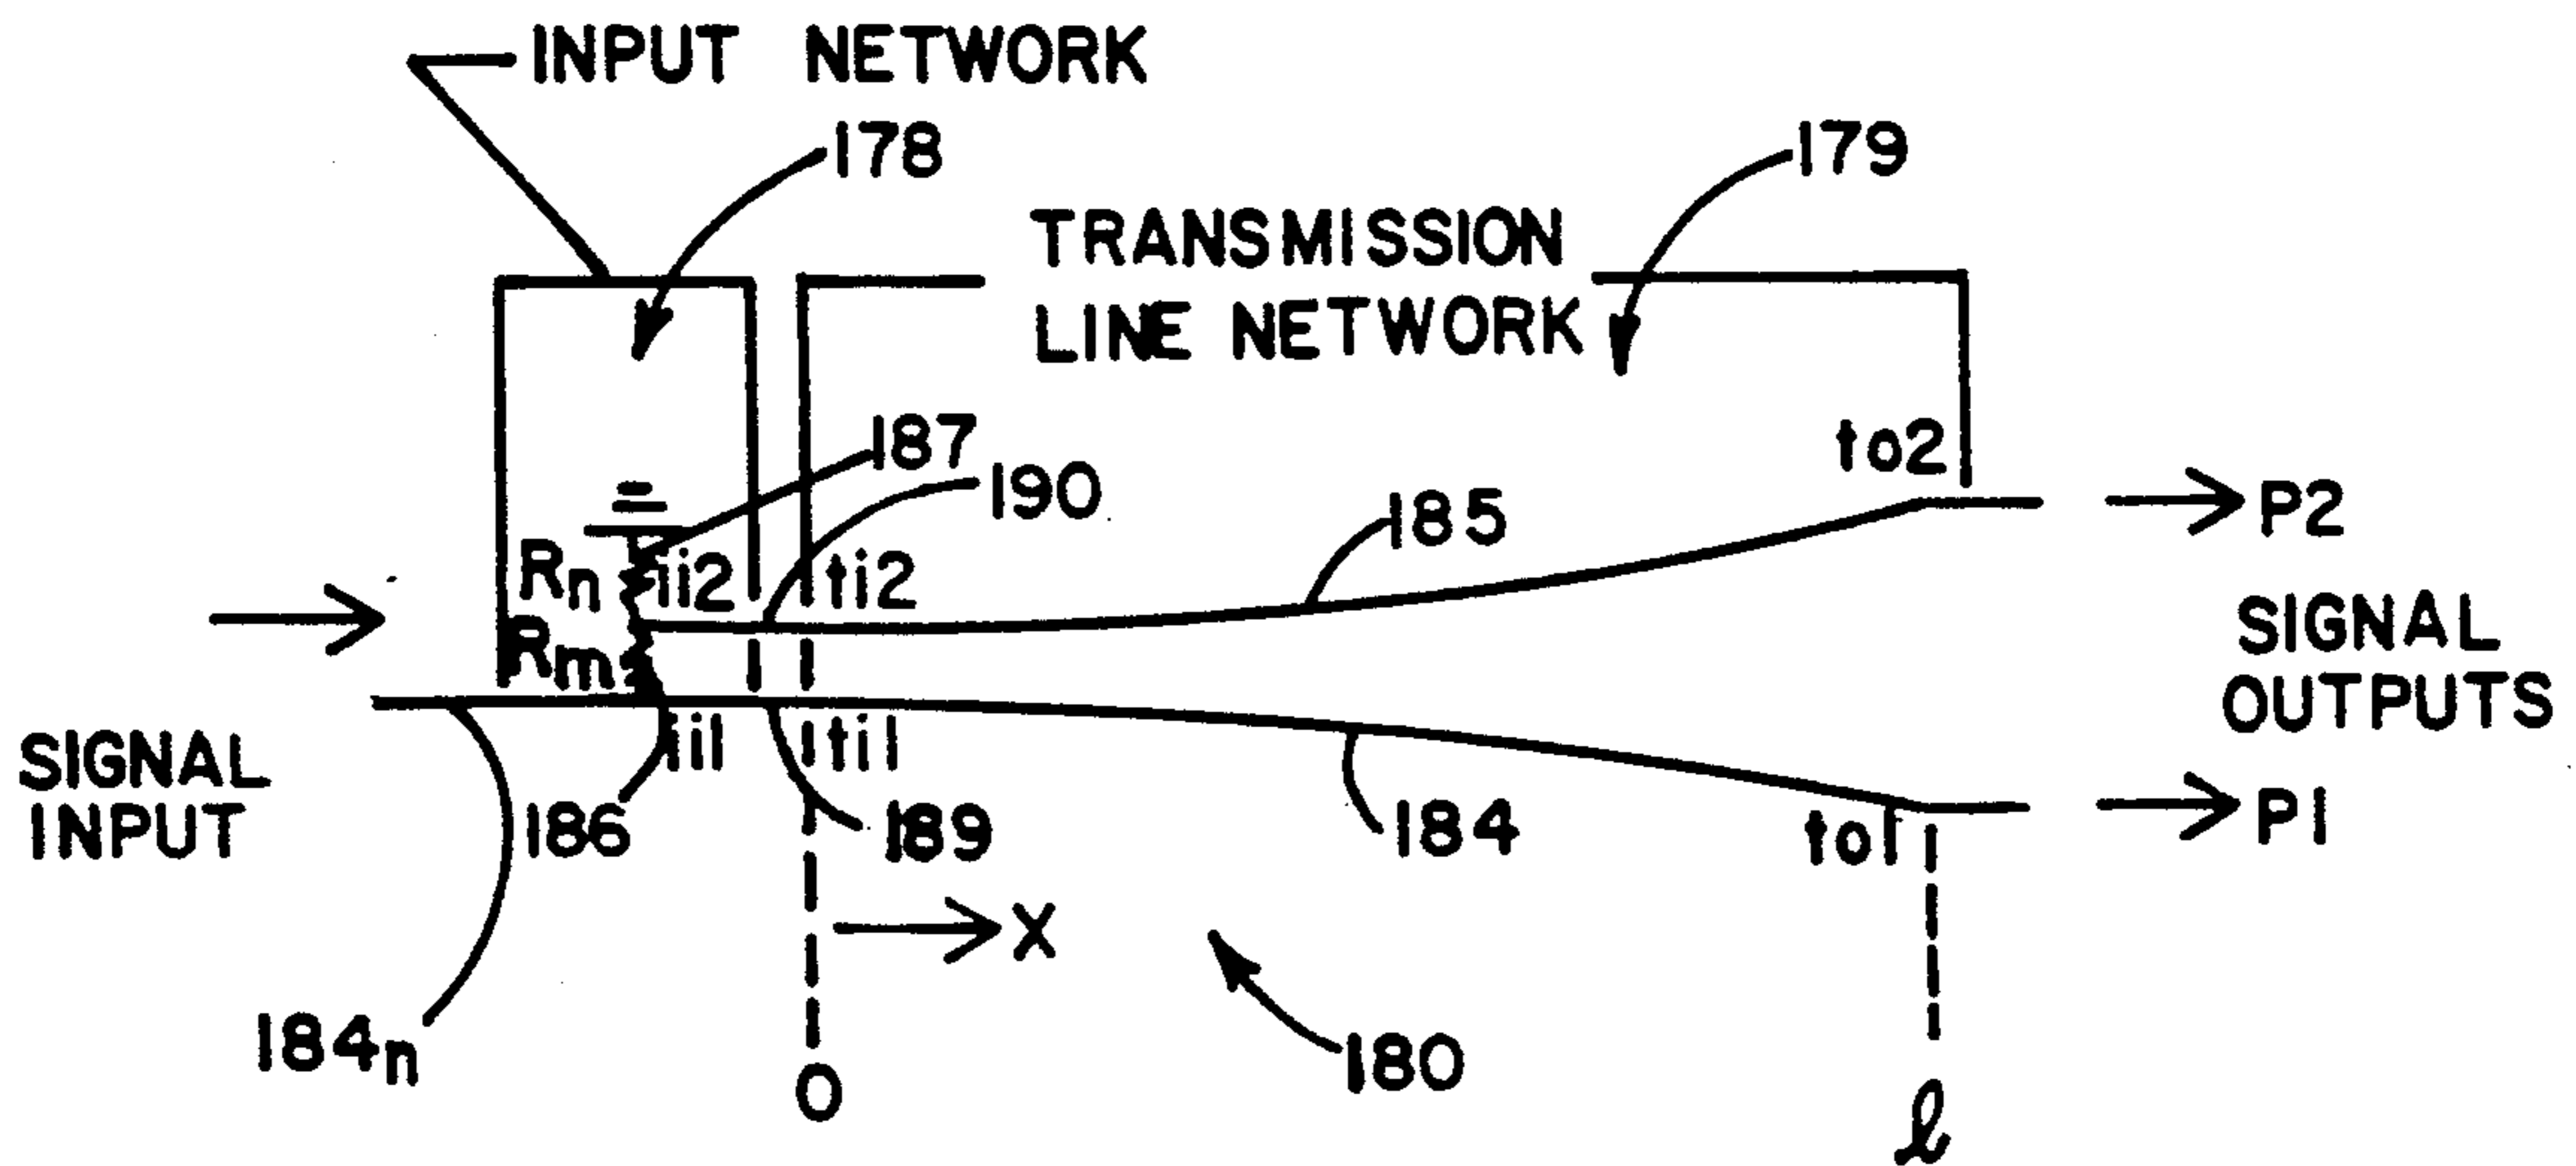 INPUT NETWORK
178
179
TRANSMISSION
LINE NETWORK
187
190
to2
185
P2
Rn
ii2
ti2
Rm
SIGNAL
OUTPUTS
SIGNAL
INPUT
ii1
ti1
186
189
184
to1
P1
X
184n
180
0
ℓ